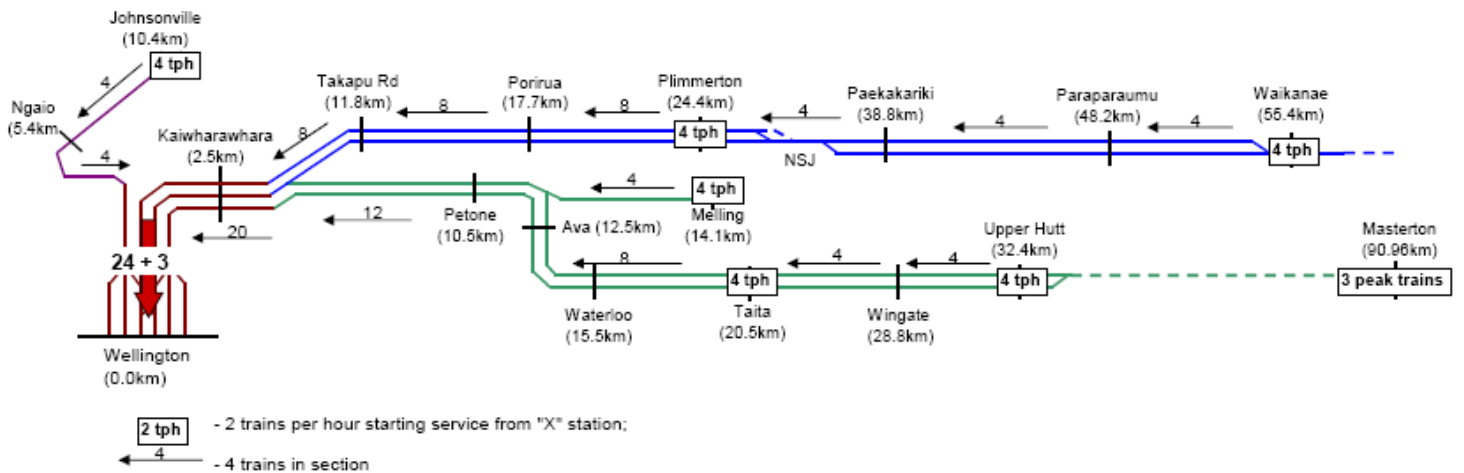 Johnsonville
(10.4km)
4 tph
4
Ngaio
(5.4km
4
Kaiwharawhara
(2.5km)
8
Takapu Rd
(11.8km)
8
Porirua
(17.7km)
8
Plimmerton
(24.4km)
4 tph
4
NSJ
Paekakariki
(38.8km)
4
Paraparaumu
(48.2km)
4
Waikanae
(55.4km)
4 tph
4
4 tph
Melling
(14.1km)
Petone
(10.5km)
Ava (12.5km)
12
20
24 + 3
8
Waterloo
(15.5km)
4 tph
Taita
(20.5km)
4
Wingate
(28.8km)
4
Upper Hutt
(32.4km)
4 tph
Masterton
(90.96km)
3 peak trains
Wellington
(0.0km)
2 tph - 2 trains per hour starting service from "X" station;
4 - 4 trains in section